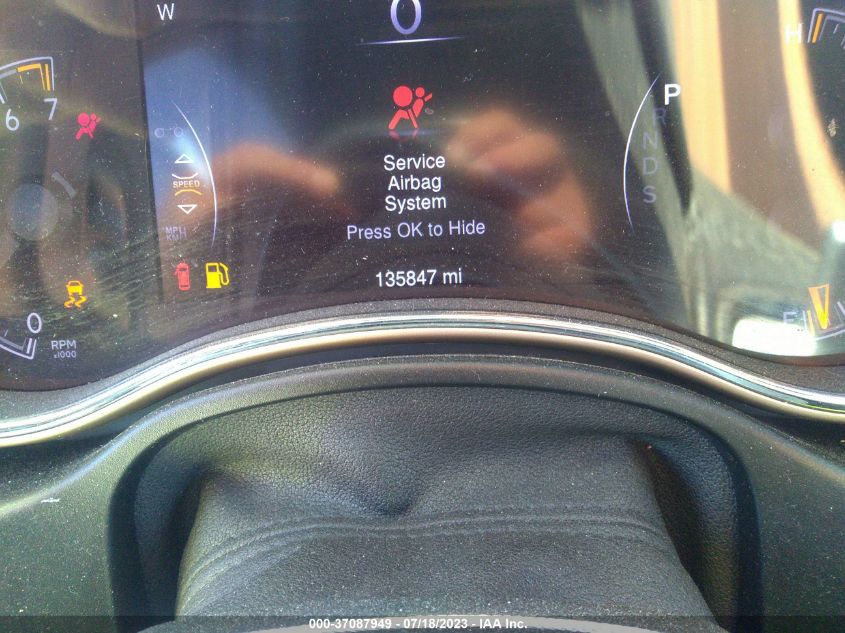 W
0
H
6 7
P
R
N
D
S
Service
Airbag
System
Press OK to Hide
SPEED
MPH
135847 mi
0
RPM
x1000
E
000-37087949 - 07/18/2023 - IAA Inc.